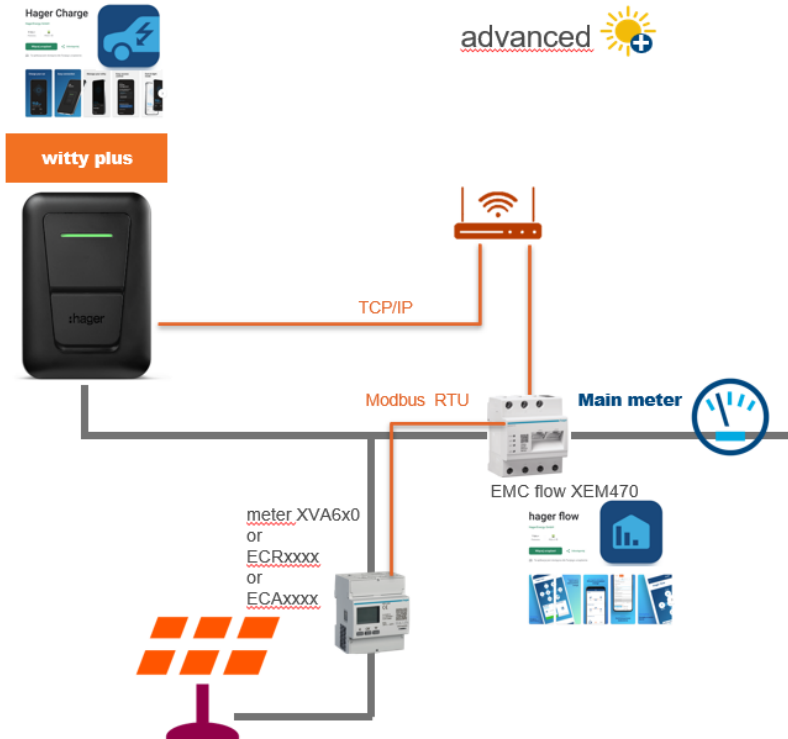 Hager Charge
advanced
witty plus
:hager
TCP/IP
Modbus RTU
Main meter
EMC flow XEM470
meter XVA6x0
or
ECRxxxx
or
ECAxxxx
hager flow